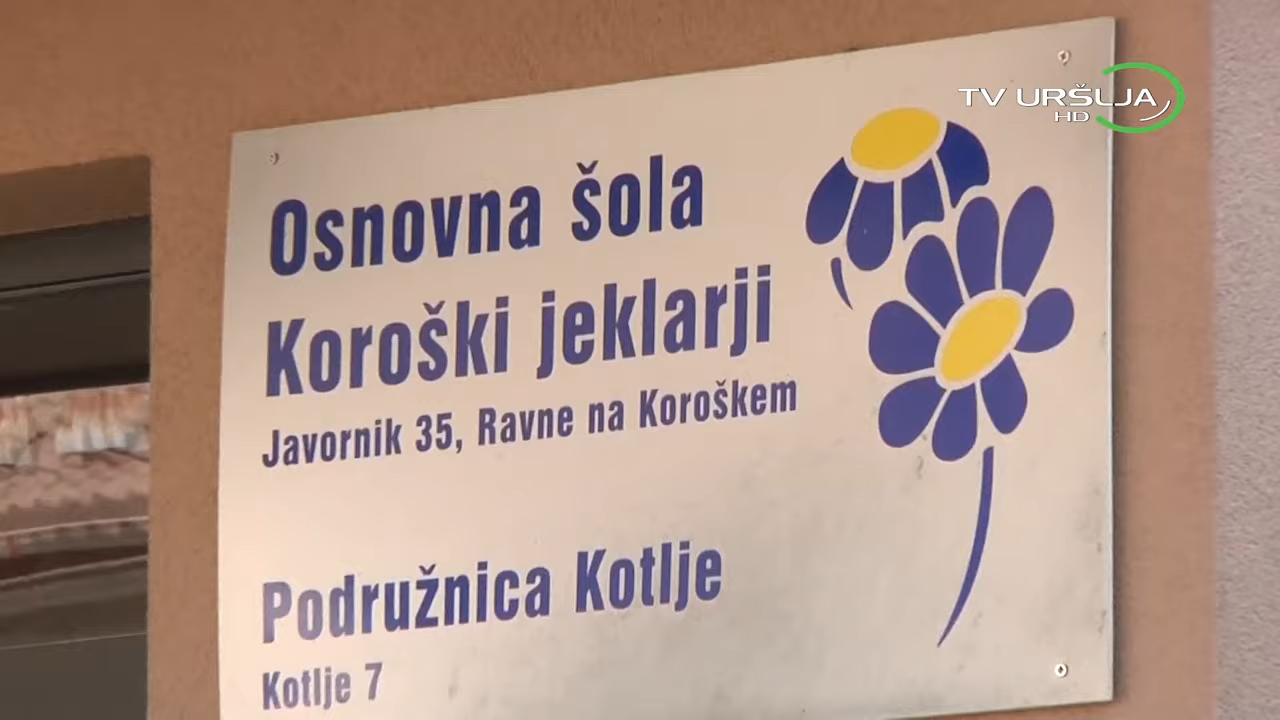 TV URŠLJA
HD
Osnovna šola
Koroški jeklarji
Javornik 35, Ravne na Koroškem
Podružnica Kotlje
Kotlje 7